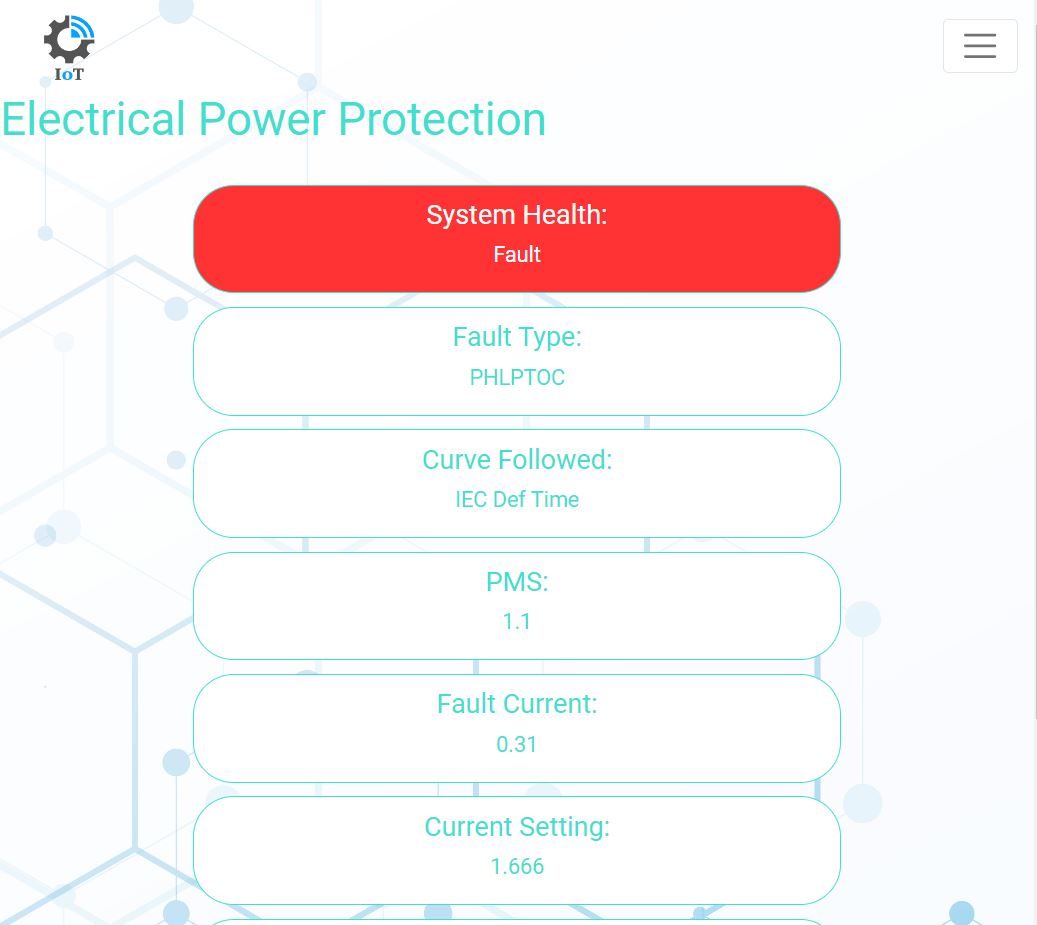 IoT
Electrical Power Protection
System Health:
Fault
Fault Type:
PHLPTOC
Curve Followed:
IEC Def Time
PMS:
1.1
Fault Current:
0.31
Current Setting:
1.666